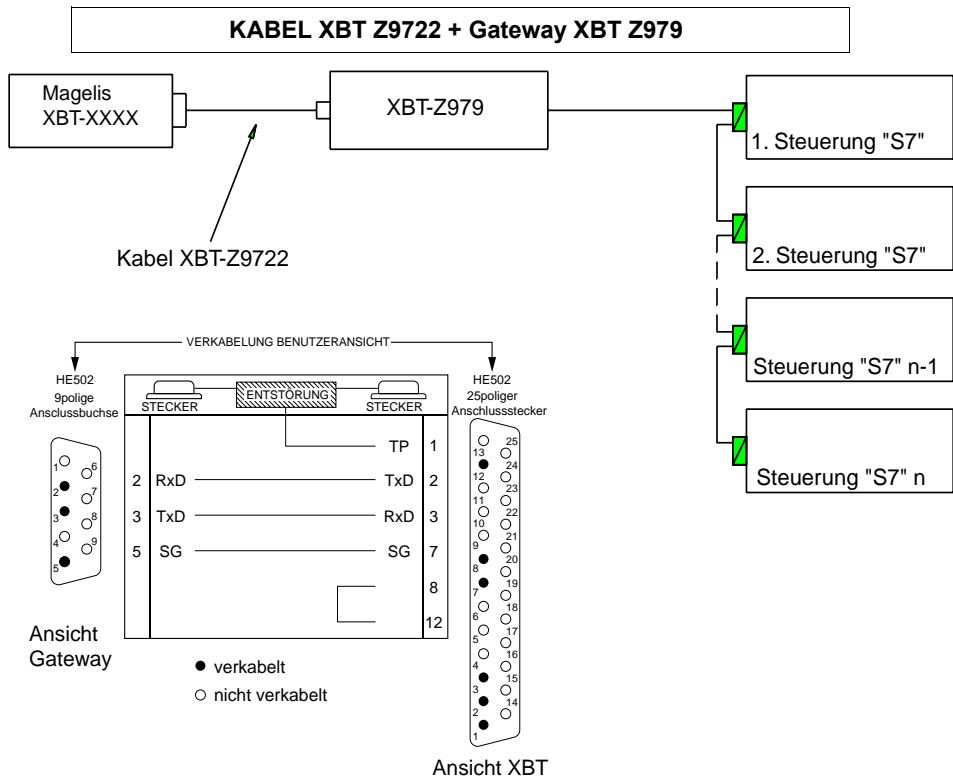 KABEL XBT Z9722 + Gateway XBT Z979
Magelis
XBT-XXXX
XBT-Z979
1. Steuerung "S7"
Kabel XBT-Z9722
2. Steuerung "S7"
Steuerung "S7" n-1
Steuerung "S7" n
VERKABELUNG BENUTZERANSICHT
HE502
9polige
Anclussbuchse
STECKER
ENTSTÖRUNG
STECKER
HE502
25poliger
Anschlussstecker
TP 1
2 RxD TxD 2
3 TxD RxD 3
5 SG SG 7
8
12
1
6
2
7
3
8
4
9
5
25
13
24
12
23
11
22
10
21
9
20
8
19
7
18
6
17
5
16
4
15
3
14
2
1
Ansicht
Gateway
verkabelt
nicht verkabelt
Ansicht XBT